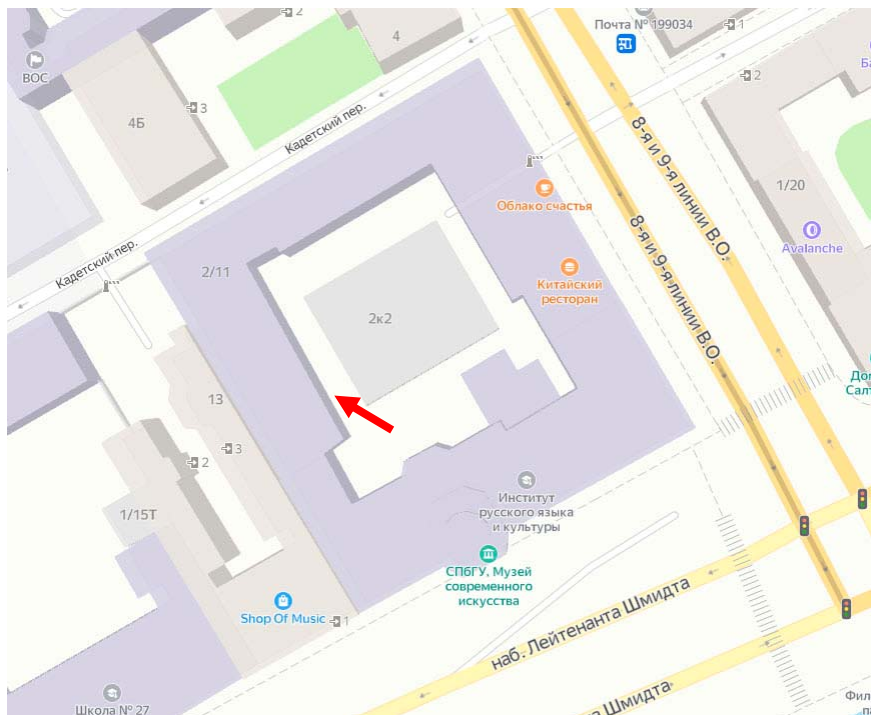 2
Почта № 199034
1
4
ВОС
2
4Б
3
Кадетский пер.
8-я и 9-я линии В.О.
1/20
Облако счастья
8-я и 9-я линии В.О.
Avalanche
Кадетский пер.
2/11
Китайский
ресторан
2к2
13
3
2
Институт
русского языка
и культуры
1/15Т
СПбГУ, Музей
современного
искусства
Shop Of Music
1
наб. Лейтенанта Шмидта
Школа № 27
Шмидта